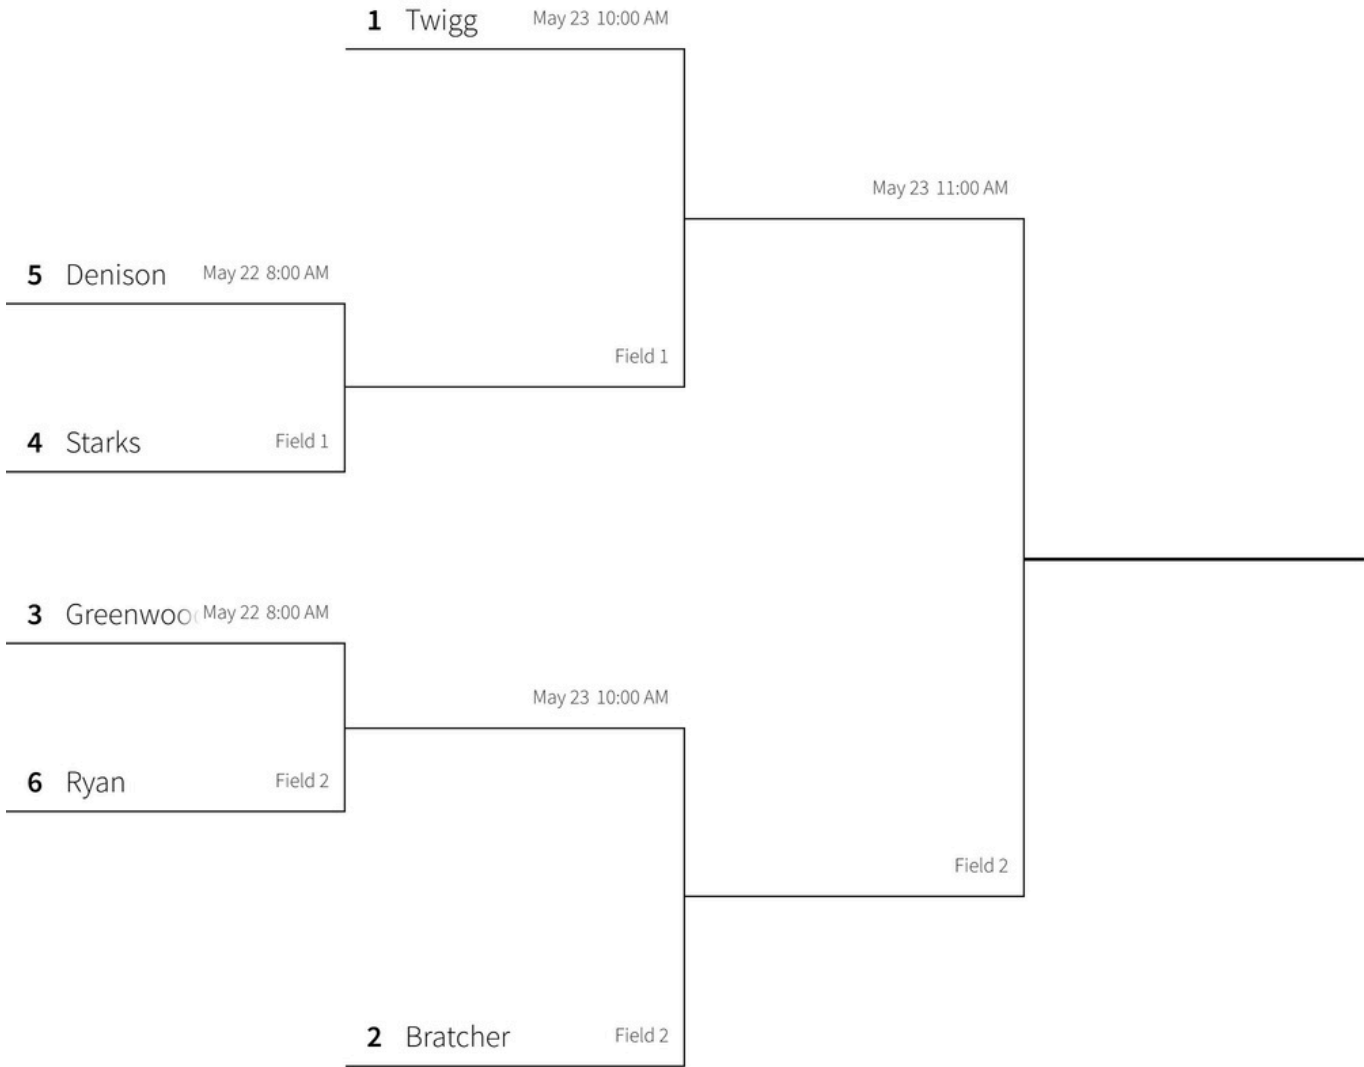 1 Twigg May 23 10:00 AM
May 23 11:00 AM
5 Denison May 22 8:00 AM
Field 1
4 Starks Field 1
3 Greenwoo May 22 8:00 AM
May 23 10:00 AM
6 Ryan Field 2
Field 2
2 Bratcher Field 2